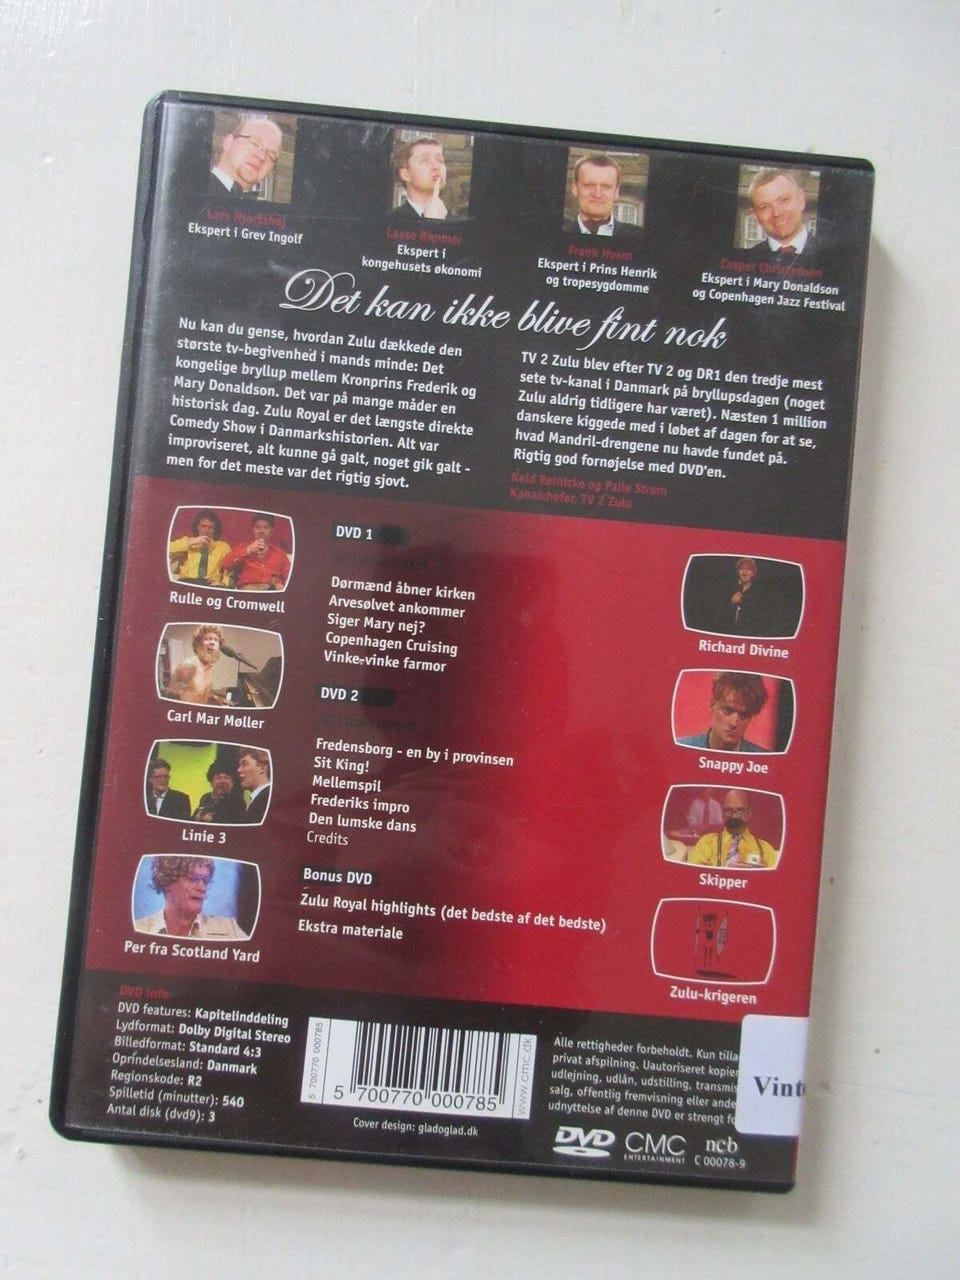 Lars Hjortshøj
Ekspert i Grev Ingolf
Lasse Rimmer
Ekspert i
kongehusets økonomi
Frank Hvam
Ekspert i Prins Henrik
og tropesygdomme
Casper Christensen
Ekspert i Mary Donaldson
og Copenhagen Jazz Festival
Det kan ikke blive fint nok
Nu kan du gense, hvordan Zulu dækkede den
største tv-begivenhed i mands minde: Det
kongelige bryllup mellem Kronprins Frederik og
Mary Donaldson. Det var på mange måder en
historisk dag. Zulu Royal er det længste direkte
Comedy Show i Danmarkshistorien. Alt var
improviseret, alt kunne gå galt, noget gik galt -
men for det meste var det rigtig sjovt.
TV 2 Zulu blev efter TV 2 og DR1 den tredje mest
sete tv-kanal i Danmark på bryllupsdagen (noget
Zulu aldrig tidligere har været). Næsten 1 million
danskere kiggede med i løbet af dagen for at se,
hvad Mandril-drengene nu havde fundet på.
Rigtig god fornøjelse med DVD'en.
Keld Reinicke og Palle Strøm
Kanalchefer, TV 2 Zulu
Rulle og Cromwell
Carl Mar Møller
Linie 3
Per fra Scotland Yard
DVD 1
Dørmænd åbner kirken
Arvesølvet ankommer
Siger Mary nej?
Copenhagen Cruising
Vinke-vinke farmor
DVD 2
Fredensborg - en by i provinsen
Sit King!
Mellemspil
Frederiks impro
Den lumske dans
Credits
Bonus DVD
Zulu Royal highlights (det bedste af det bedste)
Ekstra materiale
Richard Divine
Snappy Joe
Skipper
Zulu-krigeren
DVD info
DVD features: Kapitelinddeling
Lydformat: Dolby Digital Stereo
Billedformat: Standard 4:3
Oprindelsesland: Danmark
Regionskode: R2
Spilletid (minutter): 540
Antal disk (dvd9): 3
5 700770 000785
5 700770 000785
www.cmc.dk
Cover design: gladoglad.dk
Alle rettigheder forbeholdt. Kun tilla
privat afspilning. Uautoriseret kopier
udlejning, udlån, udstilling, transmis
salg, offentlig fremvisning eller ande
udnyttelse af denne DVD er strengt fo
Vint
DVD
CMC
ENTERTAINMENT
ncb
C 00078-9